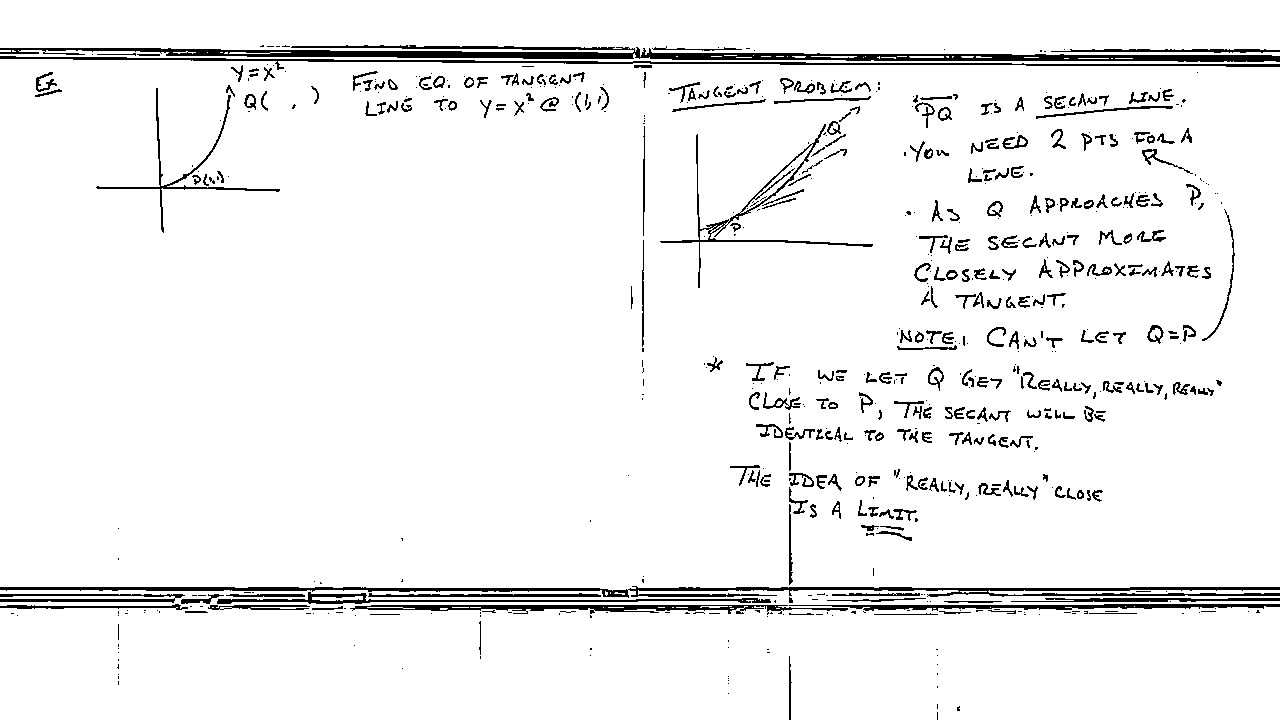 Ex
Y=X²
Q( , )
P(1,1)
FIND EQ. OF TANGENT
LINE TO Y=X² @ (1,1)
TANGENT PROBLEM:
Q
P
PQ IS A SECANT LINE.
• YOU NEED 2 PTS FOR A
LINE.
• AS Q APPROACHES P,
THE SECANT MORE
CLOSELY APPROXIMATES
A TANGENT.
NOTE: CAN'T LET Q=P
* IF WE LET Q GET "REALLY, REALLY, REALLY"
CLOSE TO P, THE SECANT WILL BE
IDENTICAL TO THE TANGENT.
THE IDEA OF "REALLY, REALLY" CLOSE
IS A LIMIT.